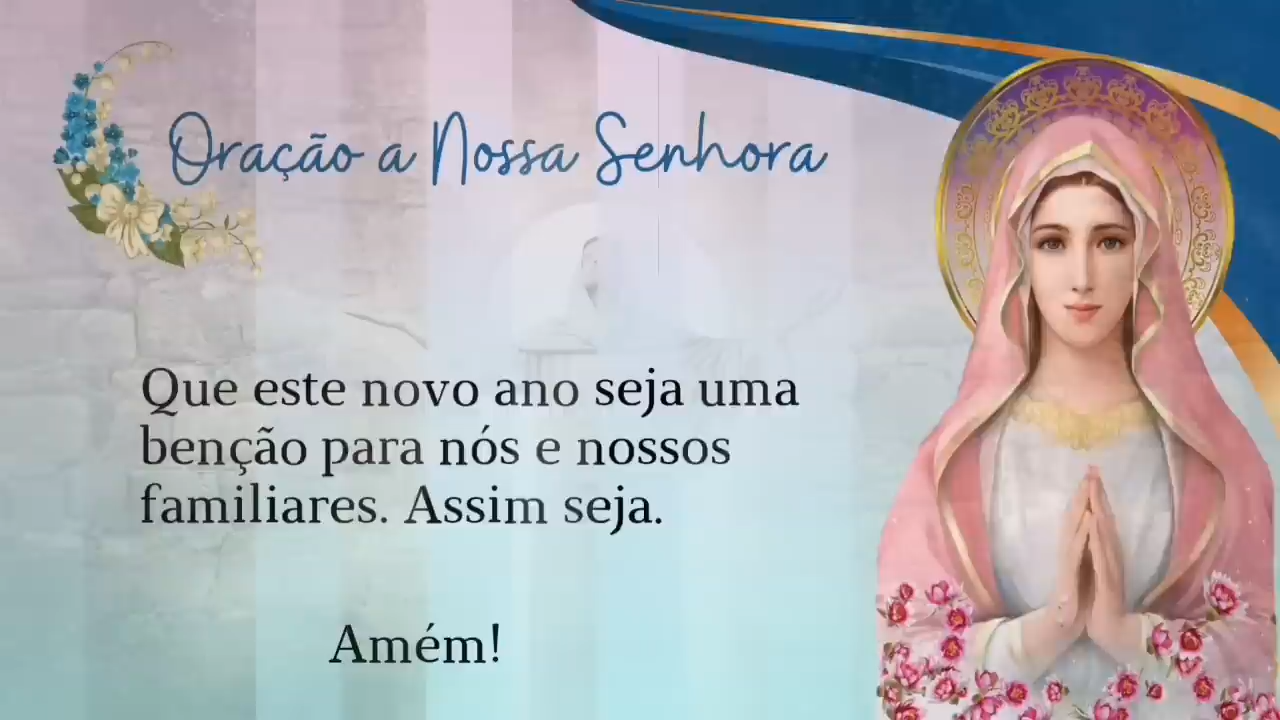 Oração a Nossa Senhora
Que este novo ano seja uma
benção para nós e nossos
familiares. Assim seja.
Amém!